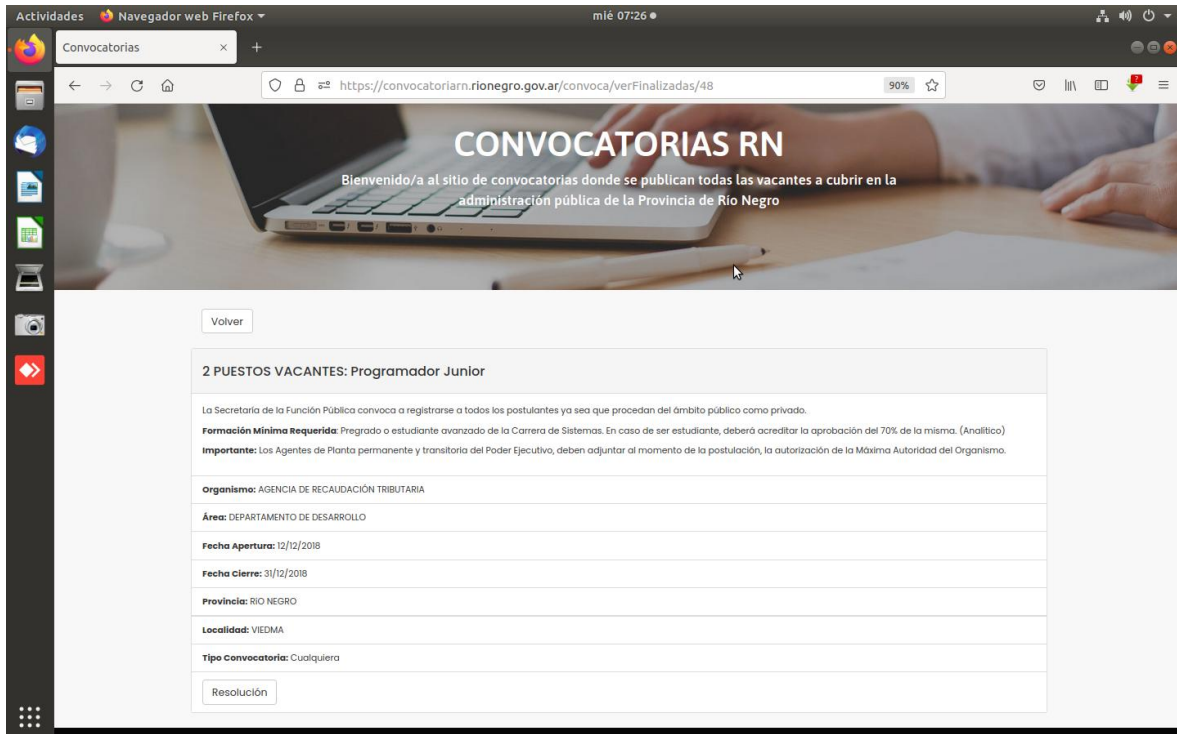 Actividades Navegador web Firefox mié 07:26
Convocatorias
https://convocatoriarn.rionegro.gov.ar/convoca/verFinalizadas/48 90%
CONVOCATORIAS RN
Bienvenido/a al sitio de convocatorias donde se publican todas las vacantes a cubrir en la
administración pública de la Provincia de Río Negro
Volver
2 PUESTOS VACANTES: Programador Junior
La Secretaría de la Función Pública convoca a registrarse a todos los postulantes ya sea que procedan del ámbito público como privado.
Formación Mínima Requerida: Pregrado o estudiante avanzado de la Carrera de Sistemas. En caso de ser estudiante, deberá acreditar la aprobación del 70% de la misma. (Analítico)
Importante: Los Agentes de Planta permanente y transitoria del Poder Ejecutivo, deben adjuntar al momento de la postulación, la autorización de la Máxima Autoridad del Organismo.
Organismo: AGENCIA DE RECAUDACIÓN TRIBUTARIA
Área: DEPARTAMENTO DE DESARROLLO
Fecha Apertura: 12/12/2018
Fecha Cierre: 31/12/2018
Provincia: RÍO NEGRO
Localidad: VIEDMA
Tipo Convocatoria: Cualquiera
Resolución